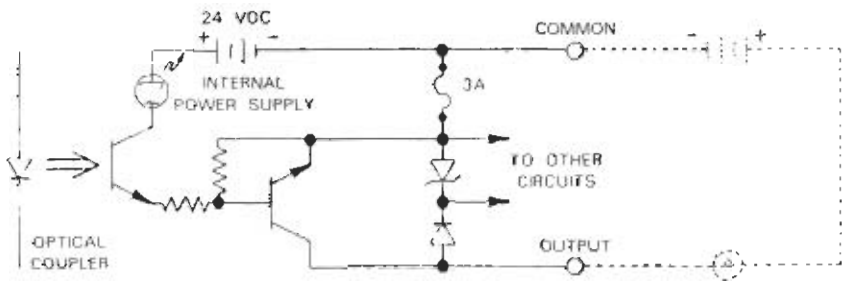 24 VDC
+ -
COMMON
- +
INTERNAL
POWER SUPPLY
3A
TO OTHER
CIRCUITS
OPTICAL
COUPLER
OUTPUT